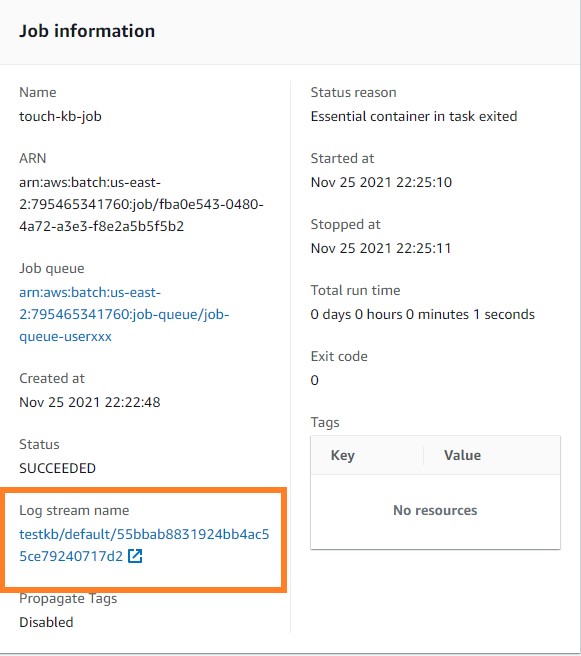 Job information
Name
touch-kb-job
ARN
arn:aws:batch:us-east-
2:795465341760:job/fba0e543-0480-
4a72-a3e3-f8e2a5b5f5b2
Job queue
arn:aws:batch:us-east-
2:795465341760:job-queue/job-
queue-userxxx
Created at
Nov 25 2021 22:22:48
Status
SUCCEEDED
Log stream name
testkb/default/55bbab8831924bb4ac5
5ce79240717d2
Propagate Tags
Disabled
Status reason
Essential container in task exited
Started at
Nov 25 2021 22:25:10
Stopped at
Nov 25 2021 22:25:11
Total run time
0 days 0 hours 0 minutes 1 seconds
Exit code
0
Tags
Key Value
No resources